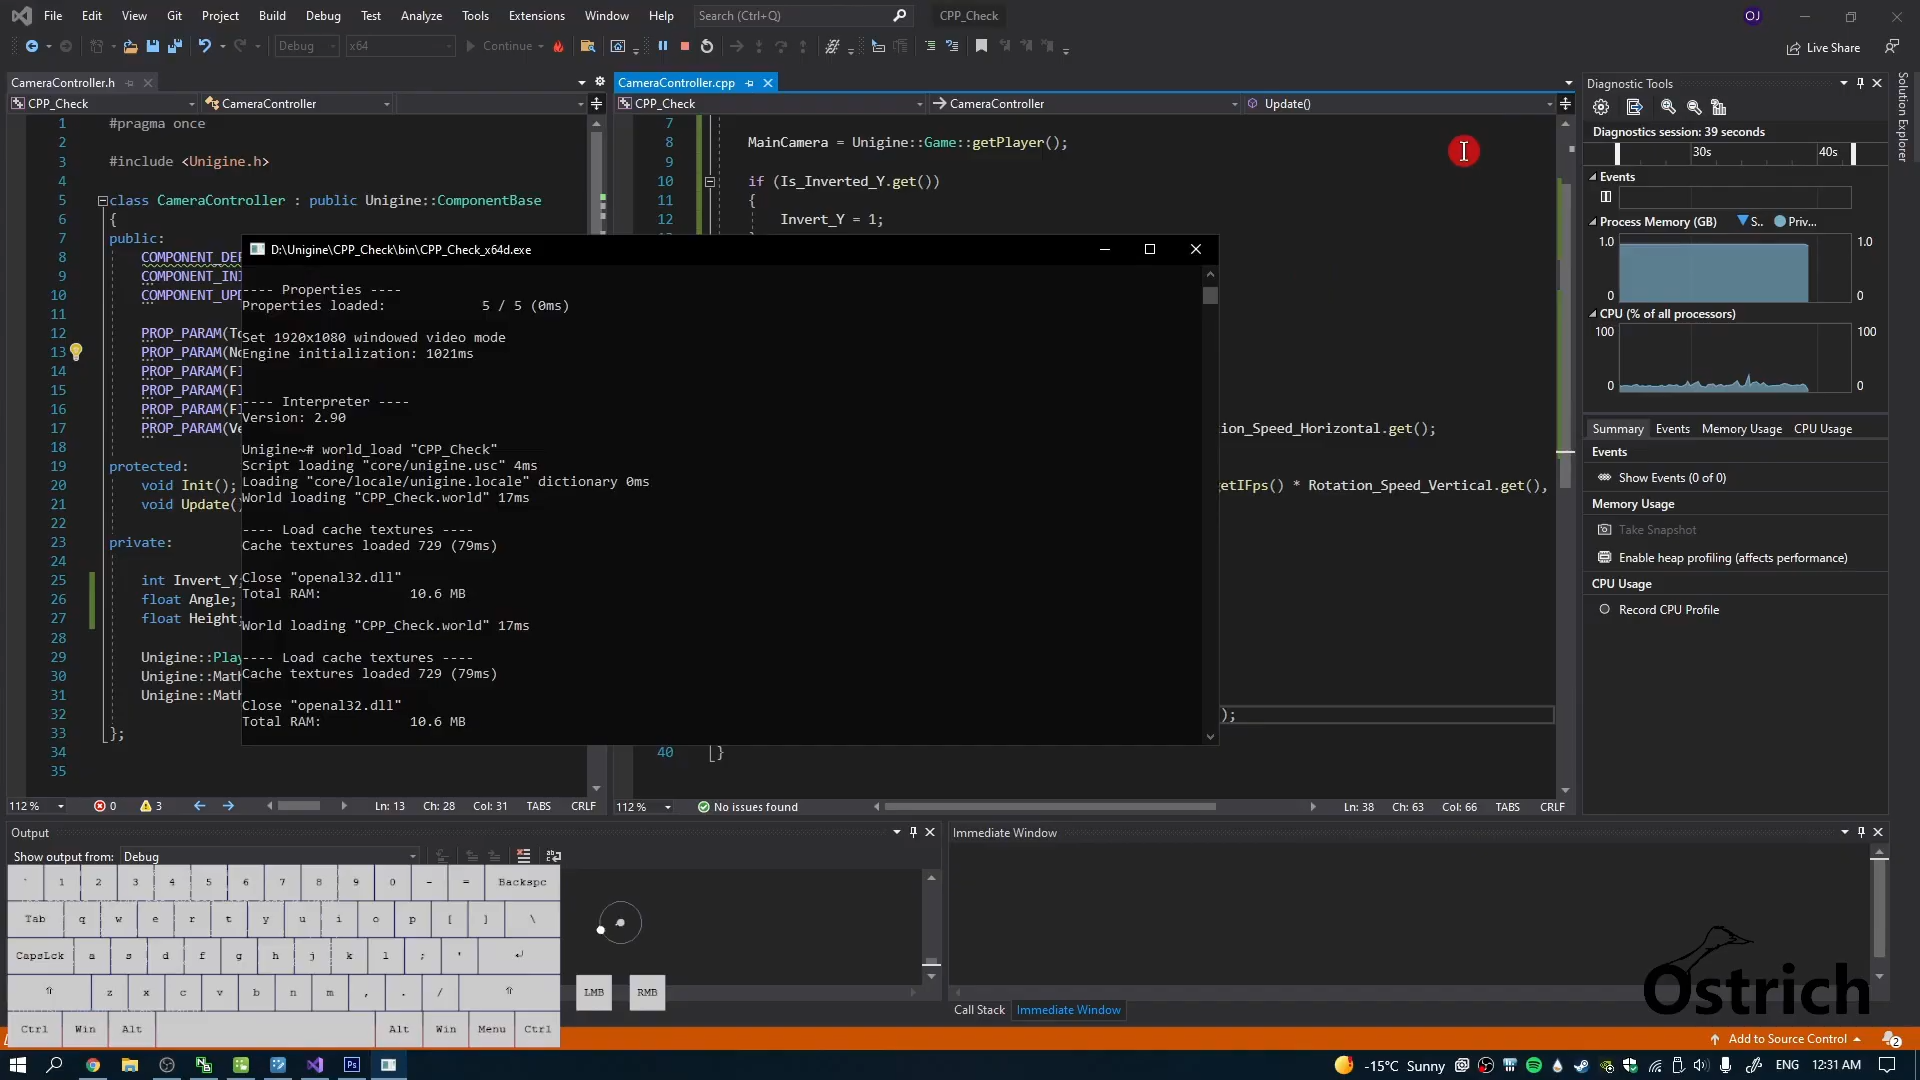 File Edit View Git Project Build Debug Test Analyze Tools Extensions Window Help Search (Ctrl+Q) CPP_Check OJ
Debug x64 Continue Live Share
CameraController.h
CPP_Check CameraController
1 #pragma once
2
3 #include <Unigine.h>
4
5 class CameraController : public Unigine::ComponentBase
6 {
7 public:
8 COMPONENT_DEF
9 COMPONENT_INI
10 COMPONENT_UPD
11
12 PROP_PARAM(To
13 PROP_PARAM(No
14 PROP_PARAM(Fl
15 PROP_PARAM(Fl
16 PROP_PARAM(Fl
17 PROP_PARAM(Ve
18
19 protected:
20 void Init();
21 void Update()
22
23 private:
24
25 int Invert_Y;
26 float Angle;
27 float Height;
28
29 Unigine::Play
30 Unigine::Math
31 Unigine::Math
32
33 };
34
35
112 % 0 3 Ln: 13 Ch: 28 Col: 31 TABS CRLF
CameraController.cpp
CPP_Check CameraController Update()
7
8 MainCamera = Unigine::Game::getPlayer();
9
10 if (Is_Inverted_Y.get())
11 {
12 Invert_Y = 1;
ion_Speed_Horizontal.get();
getIFps() * Rotation_Speed_Vertical.get(),
);
40 }
112 % No issues found Ln: 38 Ch: 63 Col: 66 TABS CRLF
D:\Unigine\CPP_Check\bin\CPP_Check_x64d.exe
---- Properties ----
Properties loaded: 5 / 5 (0ms)
Set 1920x1080 windowed video mode
Engine initialization: 1021ms
---- Interpreter ----
Version: 2.90
Unigine~# world_load "CPP_Check"
Script loading "core/unigine.usc" 4ms
Loading "core/locale/unigine.locale" dictionary 0ms
World loading "CPP_Check.world" 17ms
---- Load cache textures ----
Cache textures loaded 729 (79ms)
Close "openal32.dll"
Total RAM: 10.6 MB
World loading "CPP_Check.world" 17ms
---- Load cache textures ----
Cache textures loaded 729 (79ms)
Close "openal32.dll"
Total RAM: 10.6 MB
Diagnostic Tools
Diagnostics session: 39 seconds
30s 40s
Events
Process Memory (GB) S.. Priv...
1.0 1.0
0 0
CPU (% of all processors)
100 100
0 0
Summary Events Memory Usage CPU Usage
Events
Show Events (0 of 0)
Memory Usage
Take Snapshot
Enable heap profiling (affects performance)
CPU Usage
Record CPU Profile
Solution Explorer
Output
Show output from: Debug
` 1 2 3 4 5 6 7 8 9 0 - = Backspc
Tab q w e r t y u i o p [ ] \
CapsLck a s d f g h j k l ; '
z x c v b n m , . /
Ctrl Win Alt Alt Win Menu Ctrl
LMB RMB
Immediate Window
Call Stack Immediate Window
Ostrich
Add to Source Control 2
-15°C Sunny ENG 12:31 AM